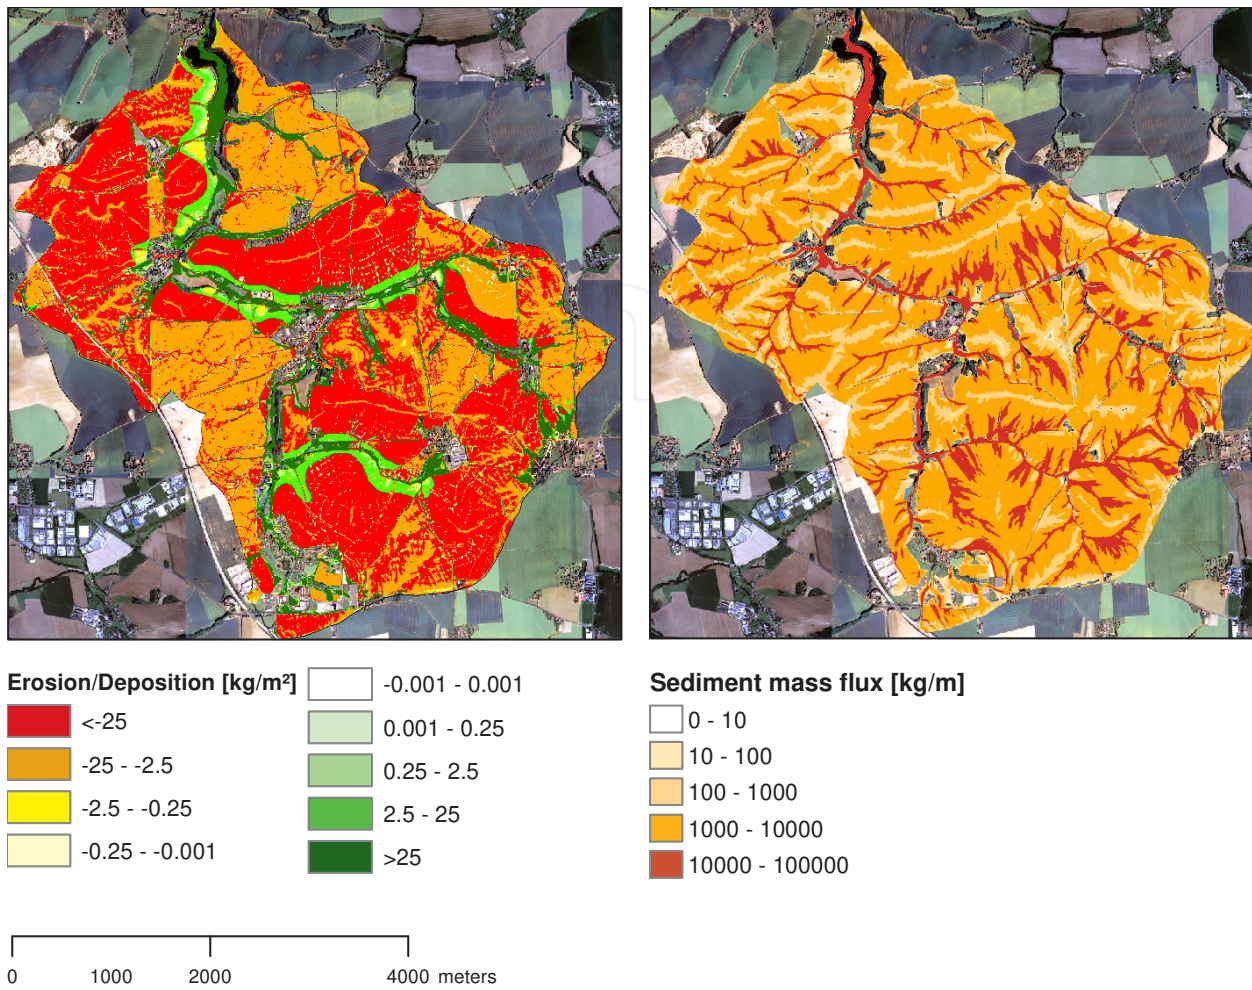 Erosion/Deposition [kg/m²]
<-25
-25 - -2.5
-2.5 - -0.25
-0.25 - -0.001
-0.001 - 0.001
0.001 - 0.25
0.25 - 2.5
2.5 - 25
>25
Sediment mass flux [kg/m]
0 - 10
10 - 100
100 - 1000
1000 - 10000
10000 - 100000
0 1000 2000 4000 meters